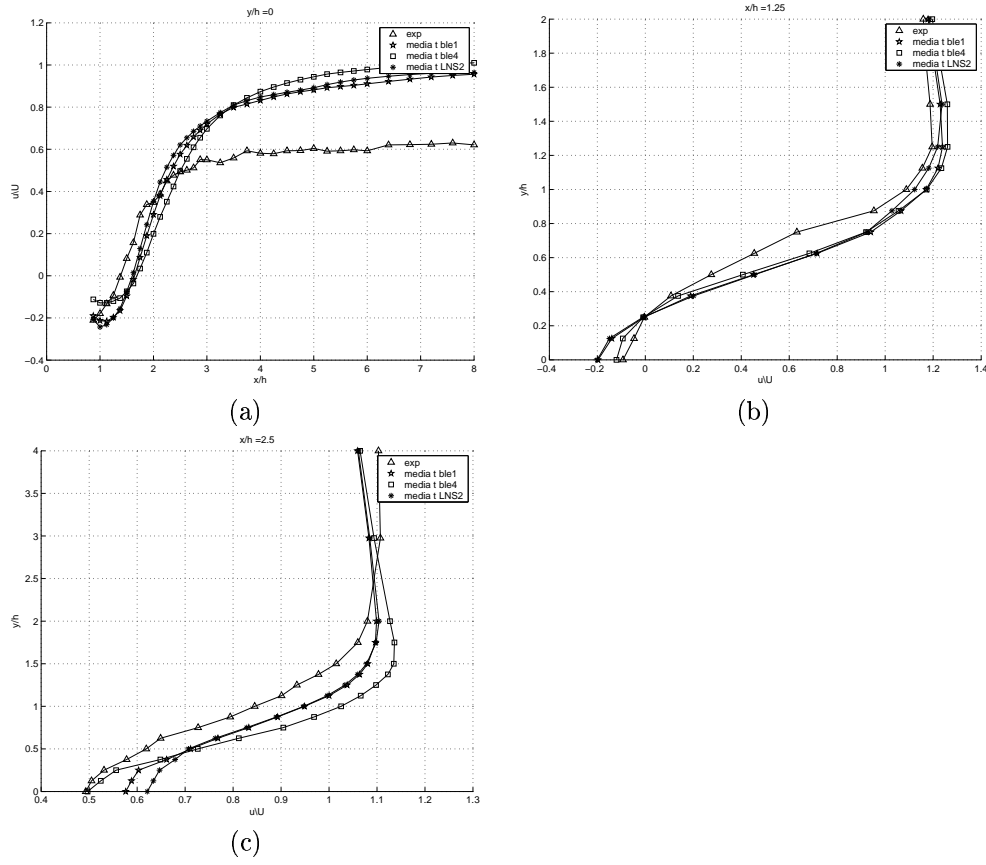 y/h =0
exp
media t ble1
media t ble4
media t LNS2
1.2
1
0.8
0.6
0.4
0.2
0
−0.2
−0.4
u\U
0 1 2 3 4 5 6 7 8
x/h
(a)
x/h =1.25
exp
media t ble1
media t ble4
media t LNS2
2
1.8
1.6
1.4
1.2
1
0.8
0.6
0.4
0.2
0
y/h
−0.4 −0.2 0 0.2 0.4 0.6 0.8 1 1.2 1.4
u\U
(b)
x/h =2.5
exp
media t ble1
media t ble4
media t LNS2
4
3.5
3
2.5
2
1.5
1
0.5
0
y/h
0.4 0.5 0.6 0.7 0.8 0.9 1 1.1 1.2 1.3
u\U
(c)